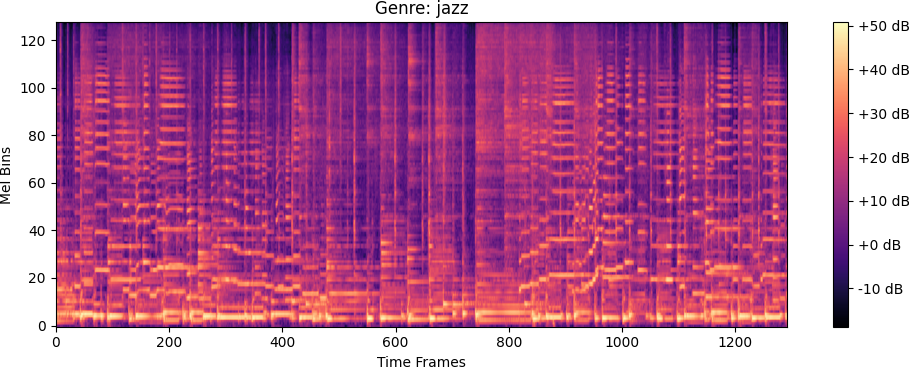 Genre: jazz
Mel Bins
120
100
80
60
40
20
0
0 200 400 600 800 1000 1200
Time Frames
+50 dB
+40 dB
+30 dB
+20 dB
+10 dB
+0 dB
-10 dB